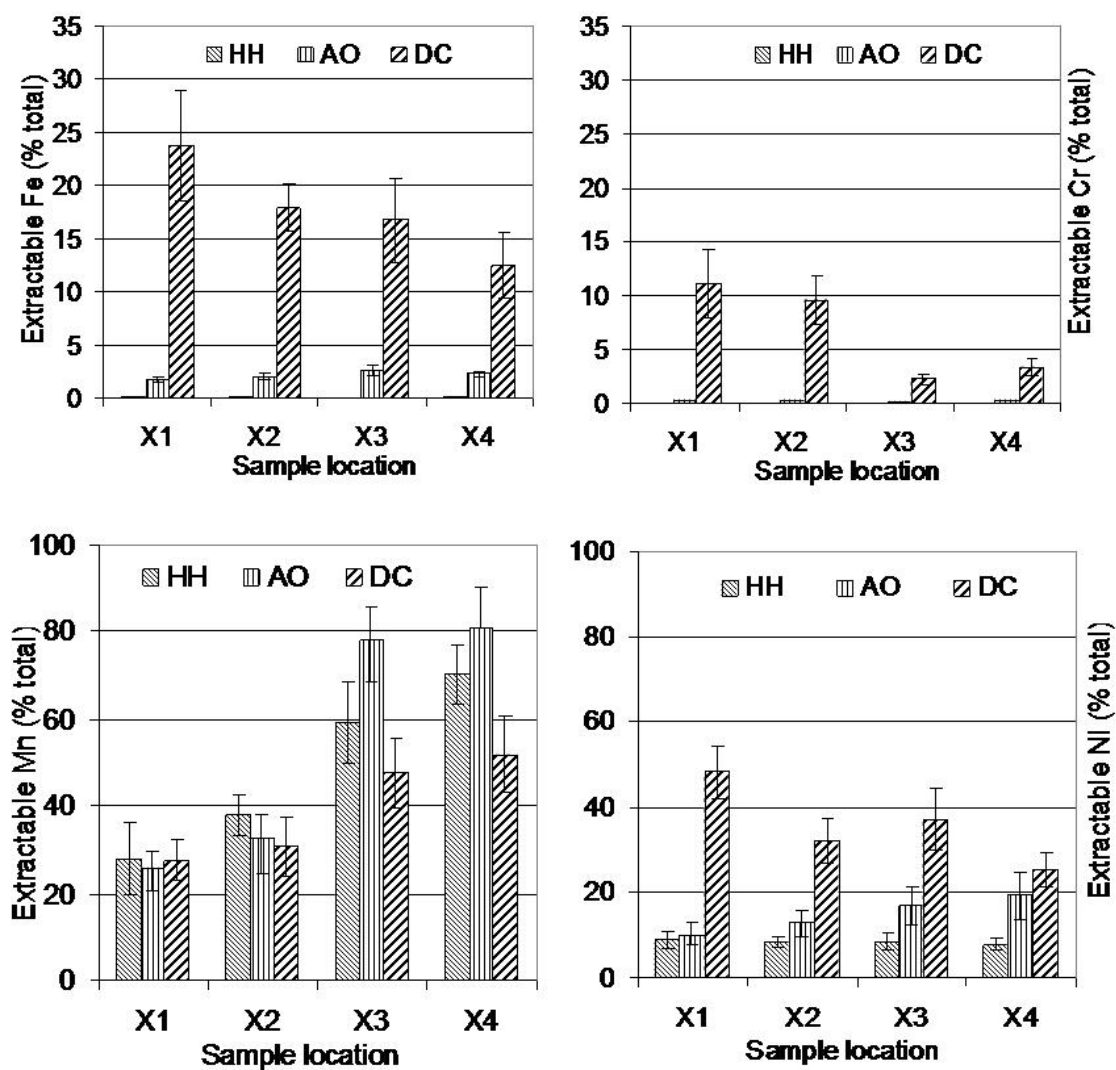 35
30
25
20
15
10
5
0
Extractable Fe (% total)
HH AO DC
X1 X2 X3 X4
Sample location
35
30
25
20
15
10
5
0
HH AO DC
Extractable Cr (% total)
X1 X2 X3 X4
Sample location
100
80
60
40
20
0
Extractable Mn (% total)
HH AO DC
X1 X2 X3 X4
Sample location
100
80
60
40
20
0
HH AO DC
Extractable NI (% total)
X1 X2 X3 X4
Sample location